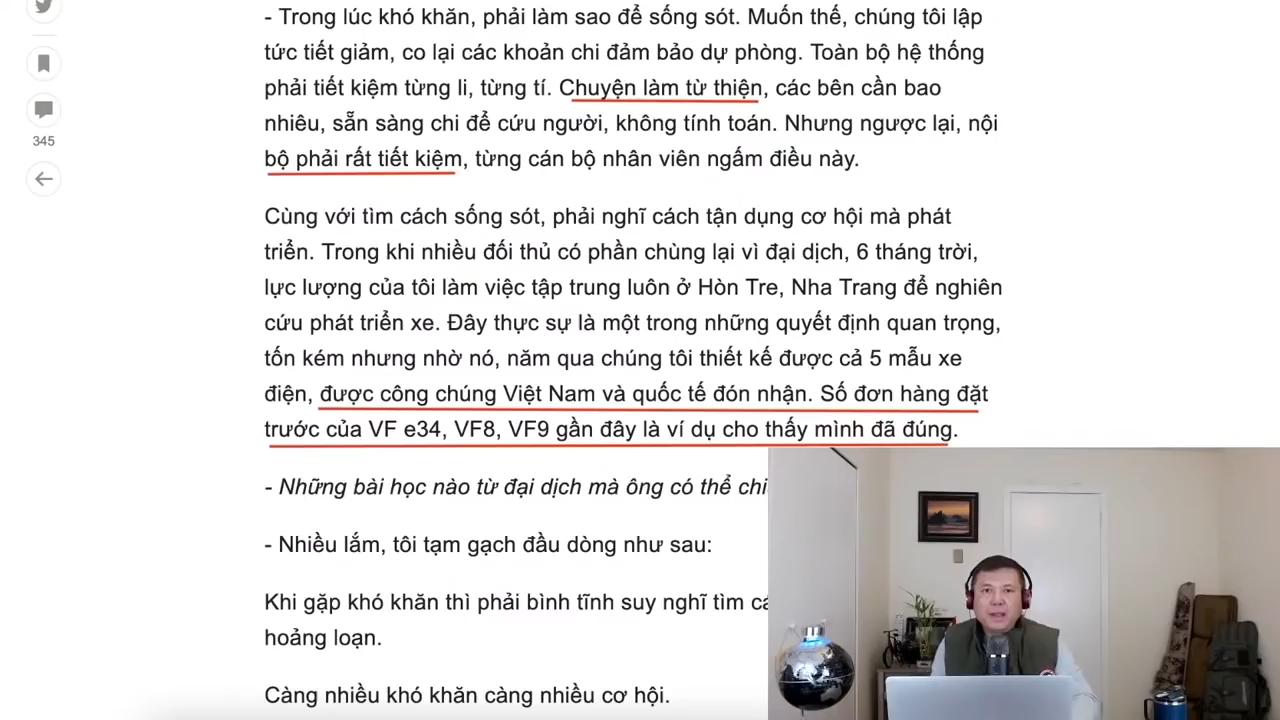 - Trong lúc khó khăn, phải làm sao để sống sót. Muốn thế, chúng tôi lập
tức tiết giảm, co lại các khoản chi đảm bảo dự phòng. Toàn bộ hệ thống
phải tiết kiệm từng li, từng tí. Chuyện làm từ thiện, các bên cần bao
nhiêu, sẵn sàng chi để cứu người, không tính toán. Nhưng ngược lại, nội
bộ phải rất tiết kiệm, từng cán bộ nhân viên ngấm điều này.
345
Cùng với tìm cách sống sót, phải nghĩ cách tận dụng cơ hội mà phát
triển. Trong khi nhiều đối thủ có phần chùng lại vì đại dịch, 6 tháng trời,
lực lượng của tôi làm việc tập trung luôn ở Hòn Tre, Nha Trang để nghiên
cứu phát triển xe. Đây thực sự là một trong những quyết định quan trọng,
tốn kém nhưng nhờ nó, năm qua chúng tôi thiết kế được cả 5 mẫu xe
điện, được công chúng Việt Nam và quốc tế đón nhận. Số đơn hàng đặt
trước của VF e34, VF8, VF9 gần đây là ví dụ cho thấy mình đã đúng.
- Những bài học nào từ đại dịch mà ông có thể chi
- Nhiều lắm, tôi tạm gạch đầu dòng như sau:
Khi gặp khó khăn thì phải bình tĩnh suy nghĩ tìm cá
hoảng loạn.
Càng nhiều khó khăn càng nhiều cơ hội.